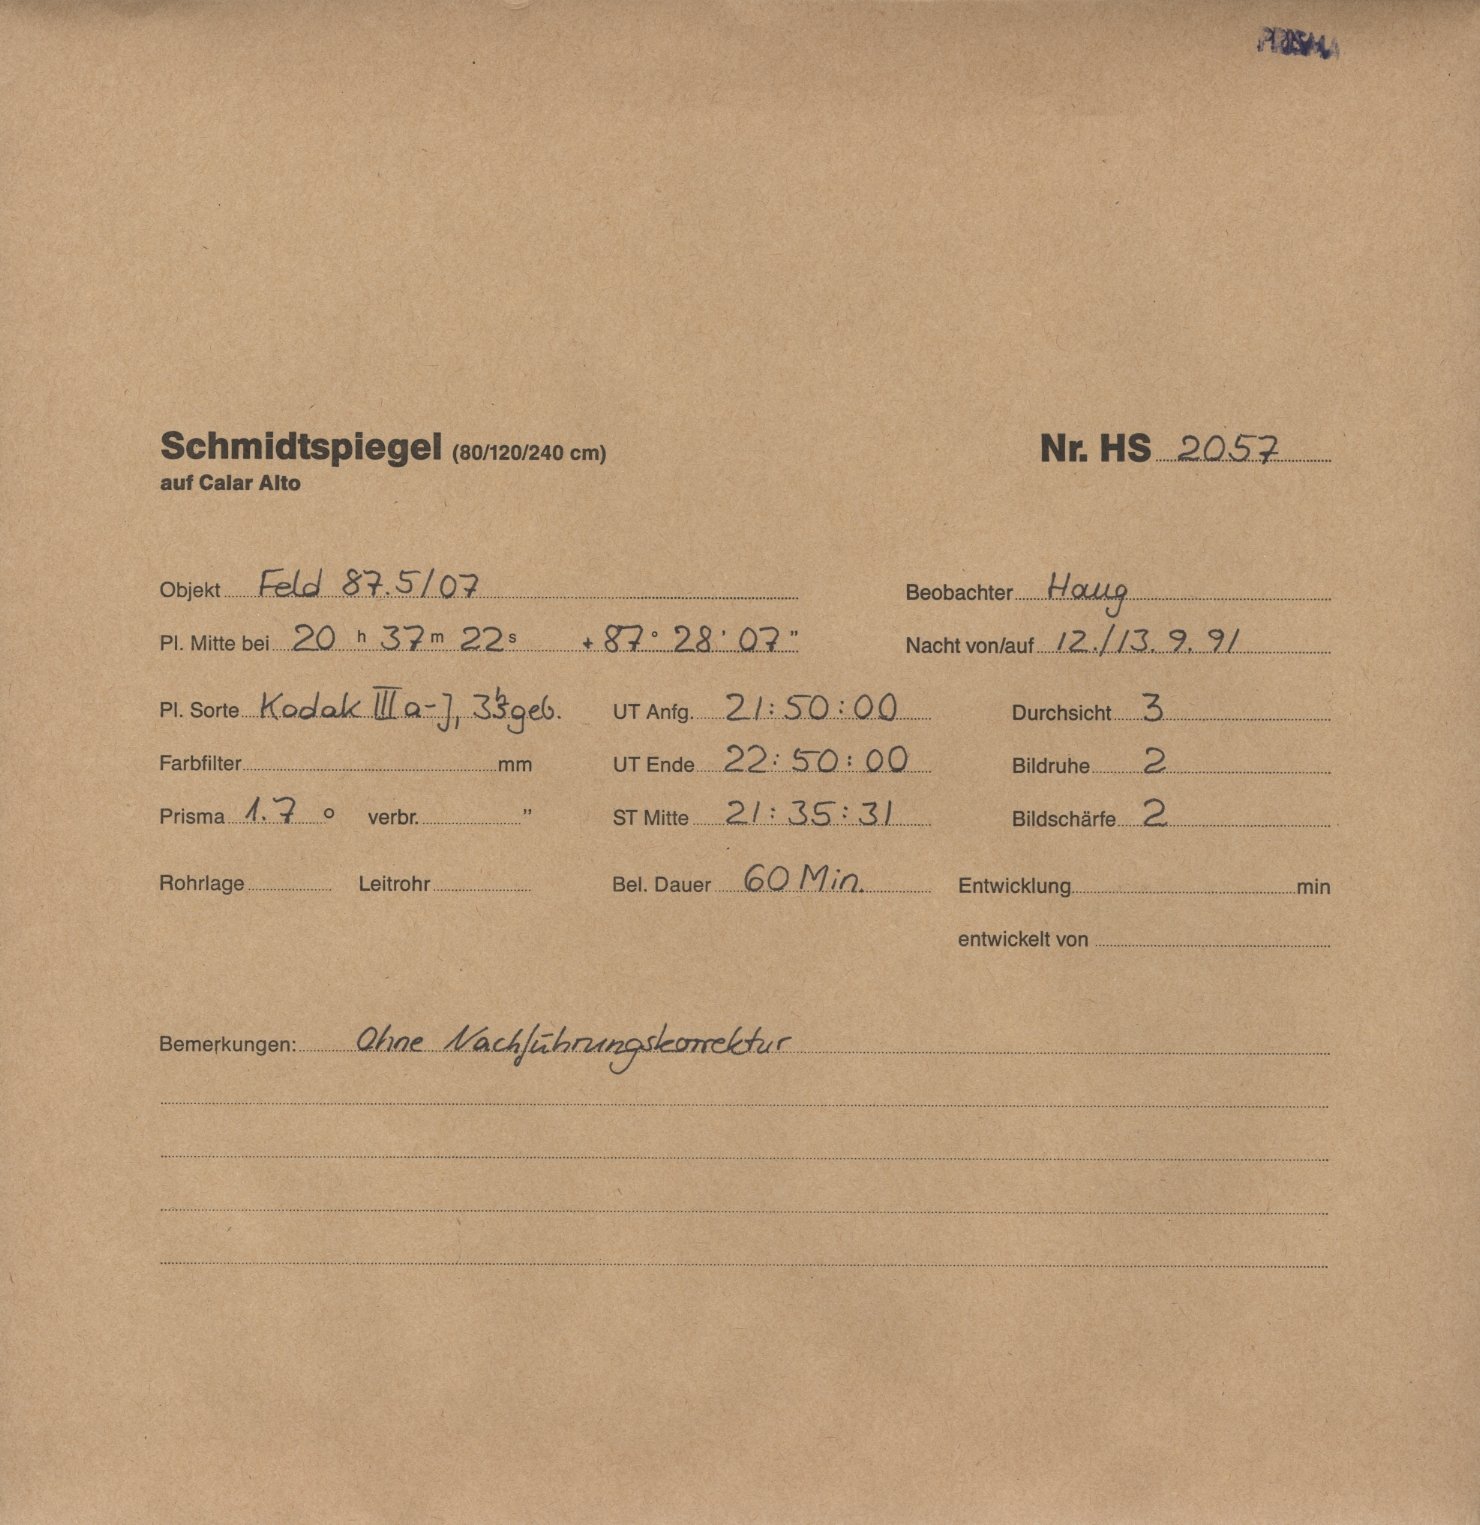 PRISMA
Schmidtspiegel (80/120/240 cm) Nr. HS 2057
auf Calar Alto
Objekt Feld 87.5/07 Beobachter Haug
Pl. Mitte bei 20 h 37 m 22 s + 87° 28' 07" Nacht von/auf 12./13. 9. 91
Pl. Sorte Kodak III a-J, geb. UT Anfg. 21:50:00 Durchsicht 3
Farbfilter mm UT Ende 22:50:00 Bildruhe 2
Prisma 1.7 ° verbr. " ST Mitte 21:35:31 Bildschärfe 2
Rohrlage Leitrohr Bel. Dauer 60 Min. Entwicklung min
entwickelt von
Bemerkungen: Ohne Nachführungskorrektur